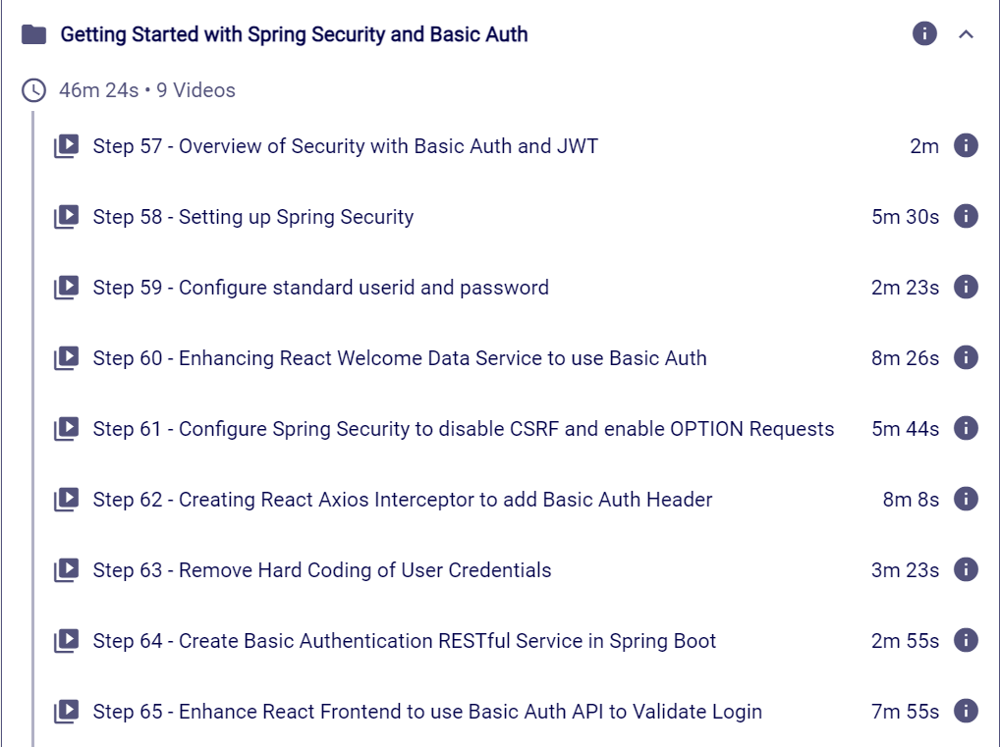 Getting Started with Spring Security and Basic Auth
46m 24s • 9 Videos
Step 57 - Overview of Security with Basic Auth and JWT 2m
Step 58 - Setting up Spring Security 5m 30s
Step 59 - Configure standard userid and password 2m 23s
Step 60 - Enhancing React Welcome Data Service to use Basic Auth 8m 26s
Step 61 - Configure Spring Security to disable CSRF and enable OPTION Requests 5m 44s
Step 62 - Creating React Axios Interceptor to add Basic Auth Header 8m 8s
Step 63 - Remove Hard Coding of User Credentials 3m 23s
Step 64 - Create Basic Authentication RESTful Service in Spring Boot 2m 55s
Step 65 - Enhance React Frontend to use Basic Auth API to Validate Login 7m 55s